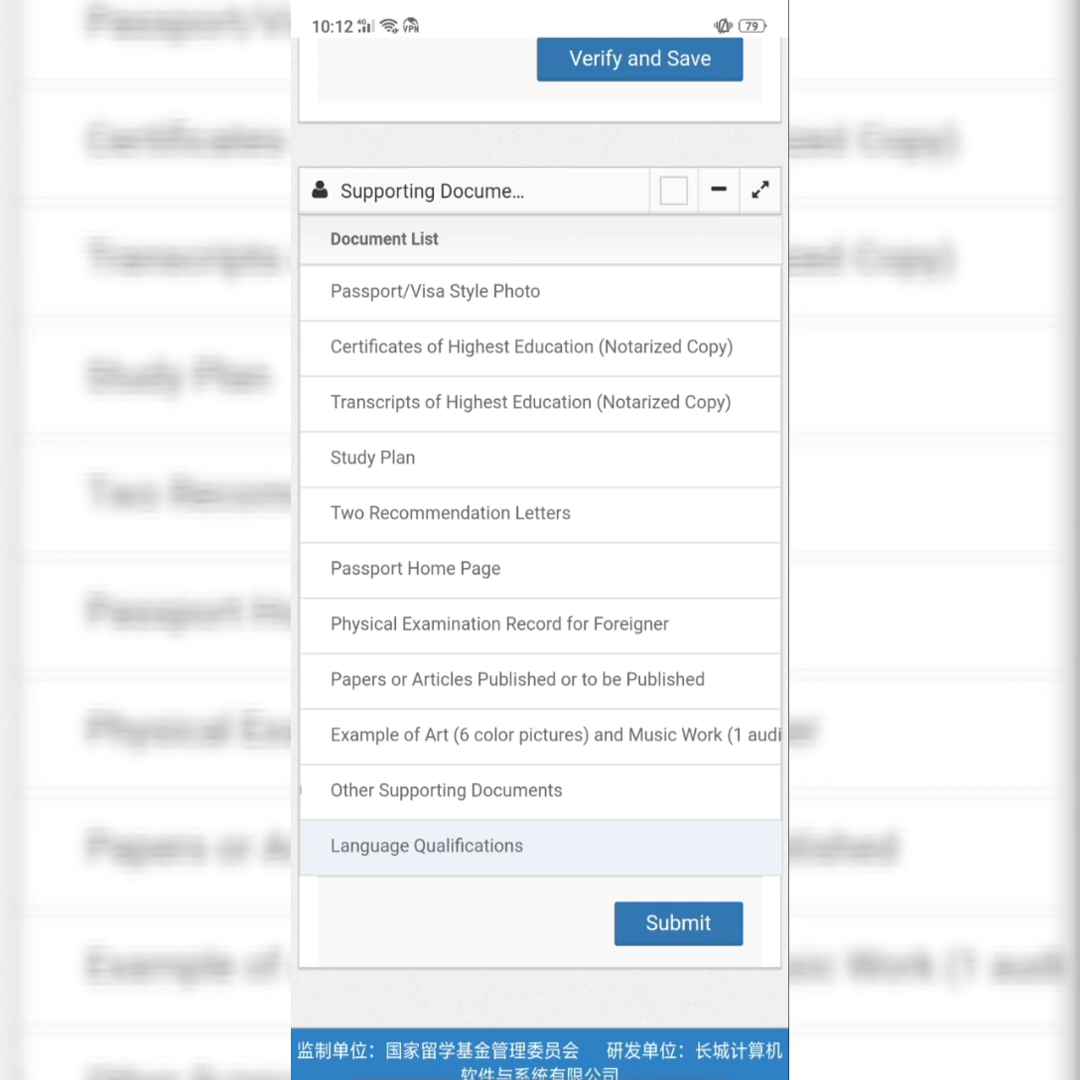 10:12 4G VPN 79
Verify and Save
Supporting Docume...
Document List
Passport/Visa Style Photo
Certificates of Highest Education (Notarized Copy)
Transcripts of Highest Education (Notarized Copy)
Study Plan
Two Recommendation Letters
Passport Home Page
Physical Examination Record for Foreigner
Papers or Articles Published or to be Published
Example of Art (6 color pictures) and Music Work (1 audi
Other Supporting Documents
Language Qualifications
Submit
监制单位：国家留学基金管理委员会 研发单位：长城计算机
软件与系统有限公司